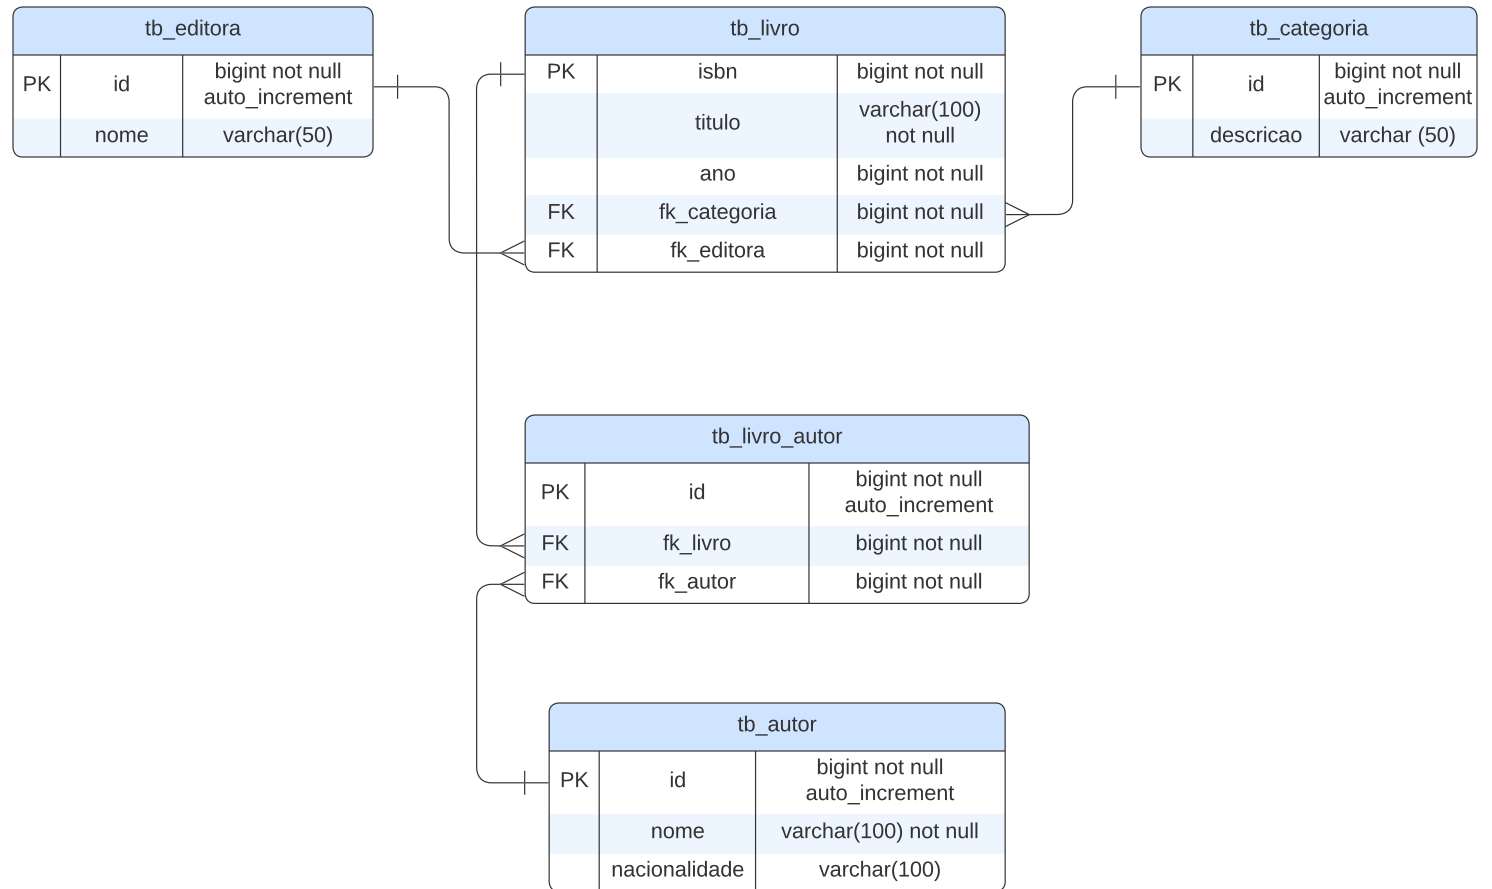 tb_editora
PK id bigint not null
auto_increment
nome varchar(50)
tb_livro
PK isbn bigint not null
titulo varchar(100)
not null
ano bigint not null
FK fk_categoria bigint not null
FK fk_editora bigint not null
tb_categoria
PK id bigint not null
auto_increment
descricao varchar (50)
tb_livro_autor
PK id bigint not null
auto_increment
FK fk_livro bigint not null
FK fk_autor bigint not null
tb_autor
PK id bigint not null
auto_increment
nome varchar(100) not null
nacionalidade varchar(100)